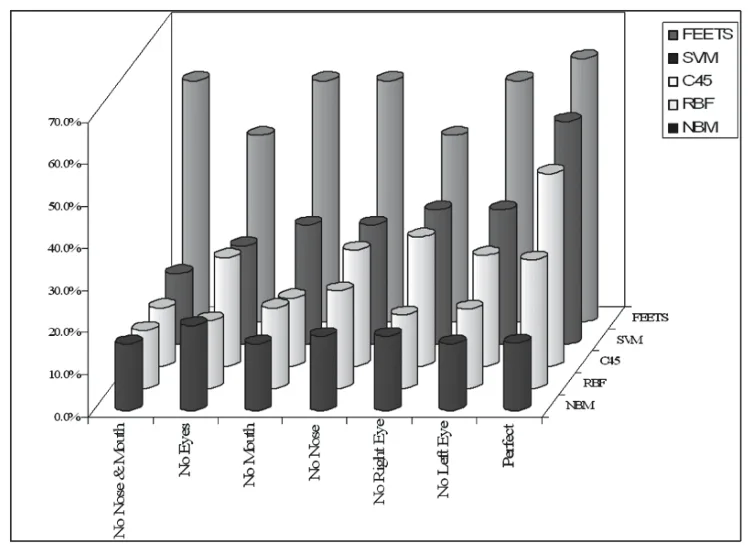 FEETS
SVM
C45
RBF
NBM
70.0%
60.0%
50.0%
40.0%
30.0%
20.0%
10.0%
0.0%
FEETS
SVM
C45
RBF
NBM
No Nose & Mouth
No Eyes
No Mouth
No Nose
No Right Eye
No Left Eye
Perfect